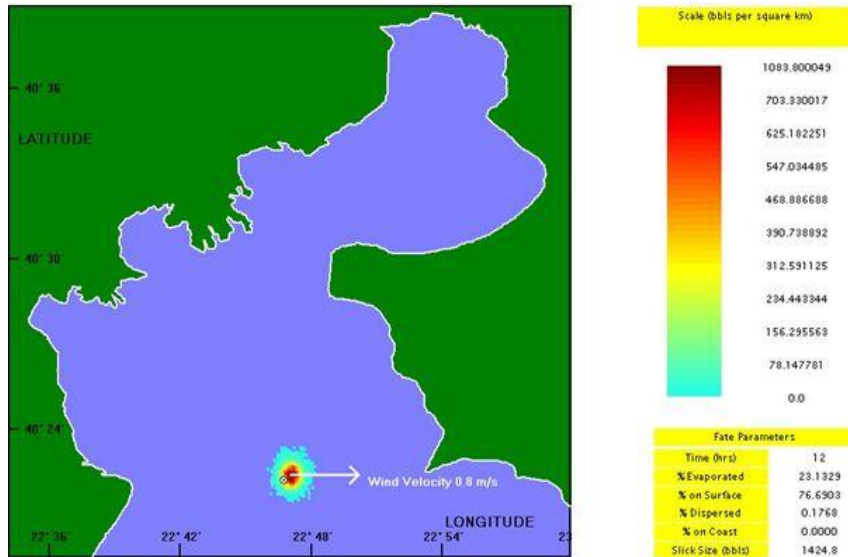 Scale (bbls per square km)
1083.800049
703.330017
625.182251
547.034485
468.886688
390.738892
312.591125
234.443344
156.295563
78.147781
0.0
40° 36'
LATITUDE
40° 30'
40° 24'
Wind Velocity 0.8 m/s
LONGITUDE
22° 36' 22° 42' 22° 48' 22° 54' 23
Fate Parameters
Time (hrs) 12
%Evaporated 23.1329
% on Surface 76.6903
% Dispersed 0.1768
% on Coast 0.0000
Slick Size (bbls) 1424.8